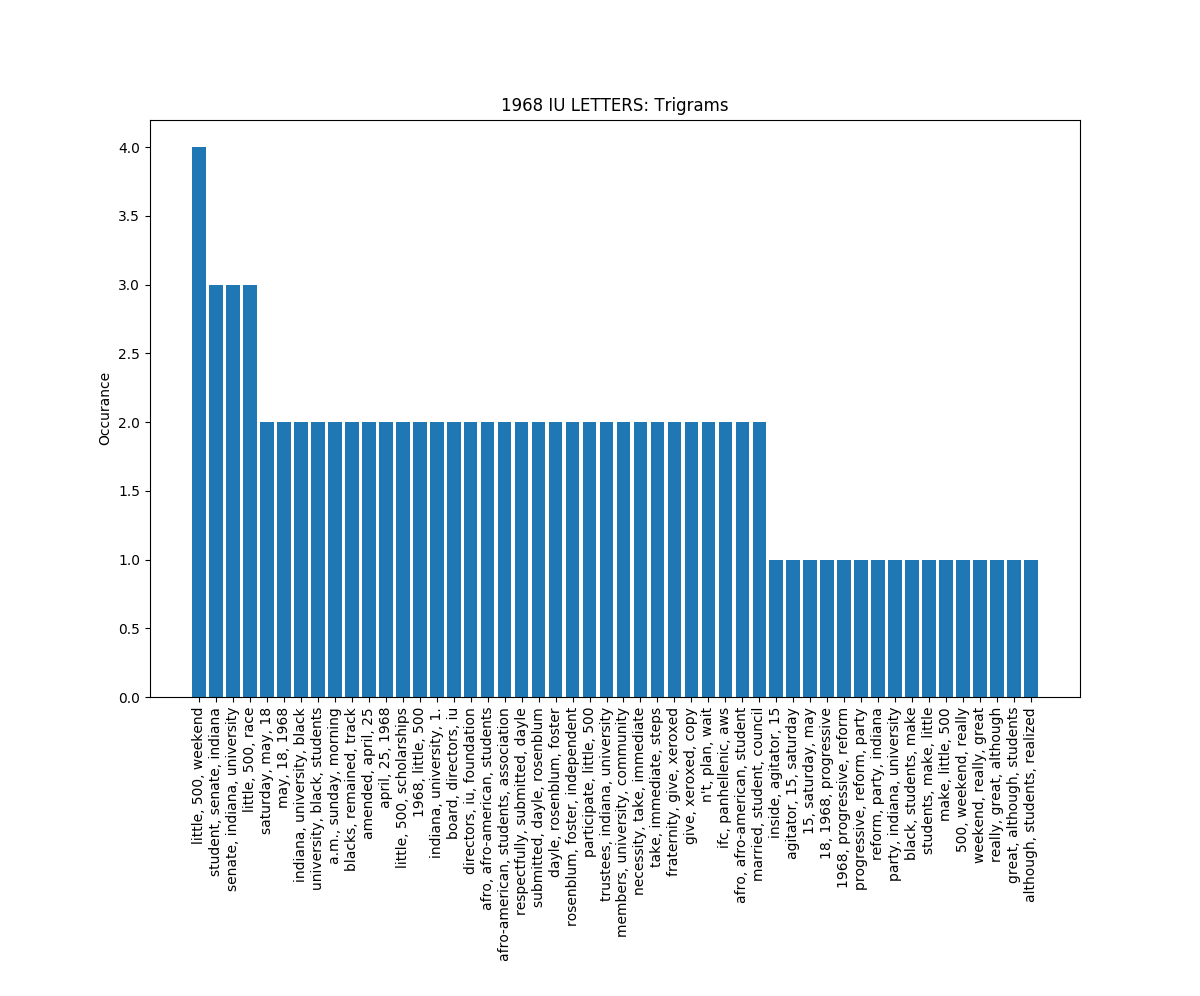 1968 IU LETTERS: Trigrams
Occurance
4.0
3.5
3.0
2.5
2.0
1.5
1.0
0.5
0.0
little, 500, weekend
student, senate, indiana
senate, indiana, university
little, 500, race
saturday, may, 18
may, 18, 1968
indiana, university, black
university, black, students
a.m., sunday, morning
blacks, remained, track
amended, april, 25
april, 25, 1968
little, 500, scholarships
1968, little, 500
indiana, university, 1.
board, directors, iu
directors, iu, foundation
afro, afro-american, students
afro-american, students, association
respectfully, submitted, dayle
submitted, dayle, rosenblum
dayle, rosenblum, foster
rosenblum, foster, independent
participate, little, 500
trustees, indiana, university
members, university, community
necessity, take, immediate
take, immediate, steps
fraternity, give, xeroxed
give, xeroxed, copy
n't, plan, wait
ifc, panhellenic, aws
afro, afro-american, student
married, student, council
inside, agitator, 15
agitator, 15, saturday
15, saturday, may
18, 1968, progressive
1968, progressive, reform
progressive, reform, party
reform, party, indiana
party, indiana, university
black, students, make
students, make, little
make, little, 500
500, weekend, really
weekend, really, great
really, great, although
great, although, students
although, students, realized